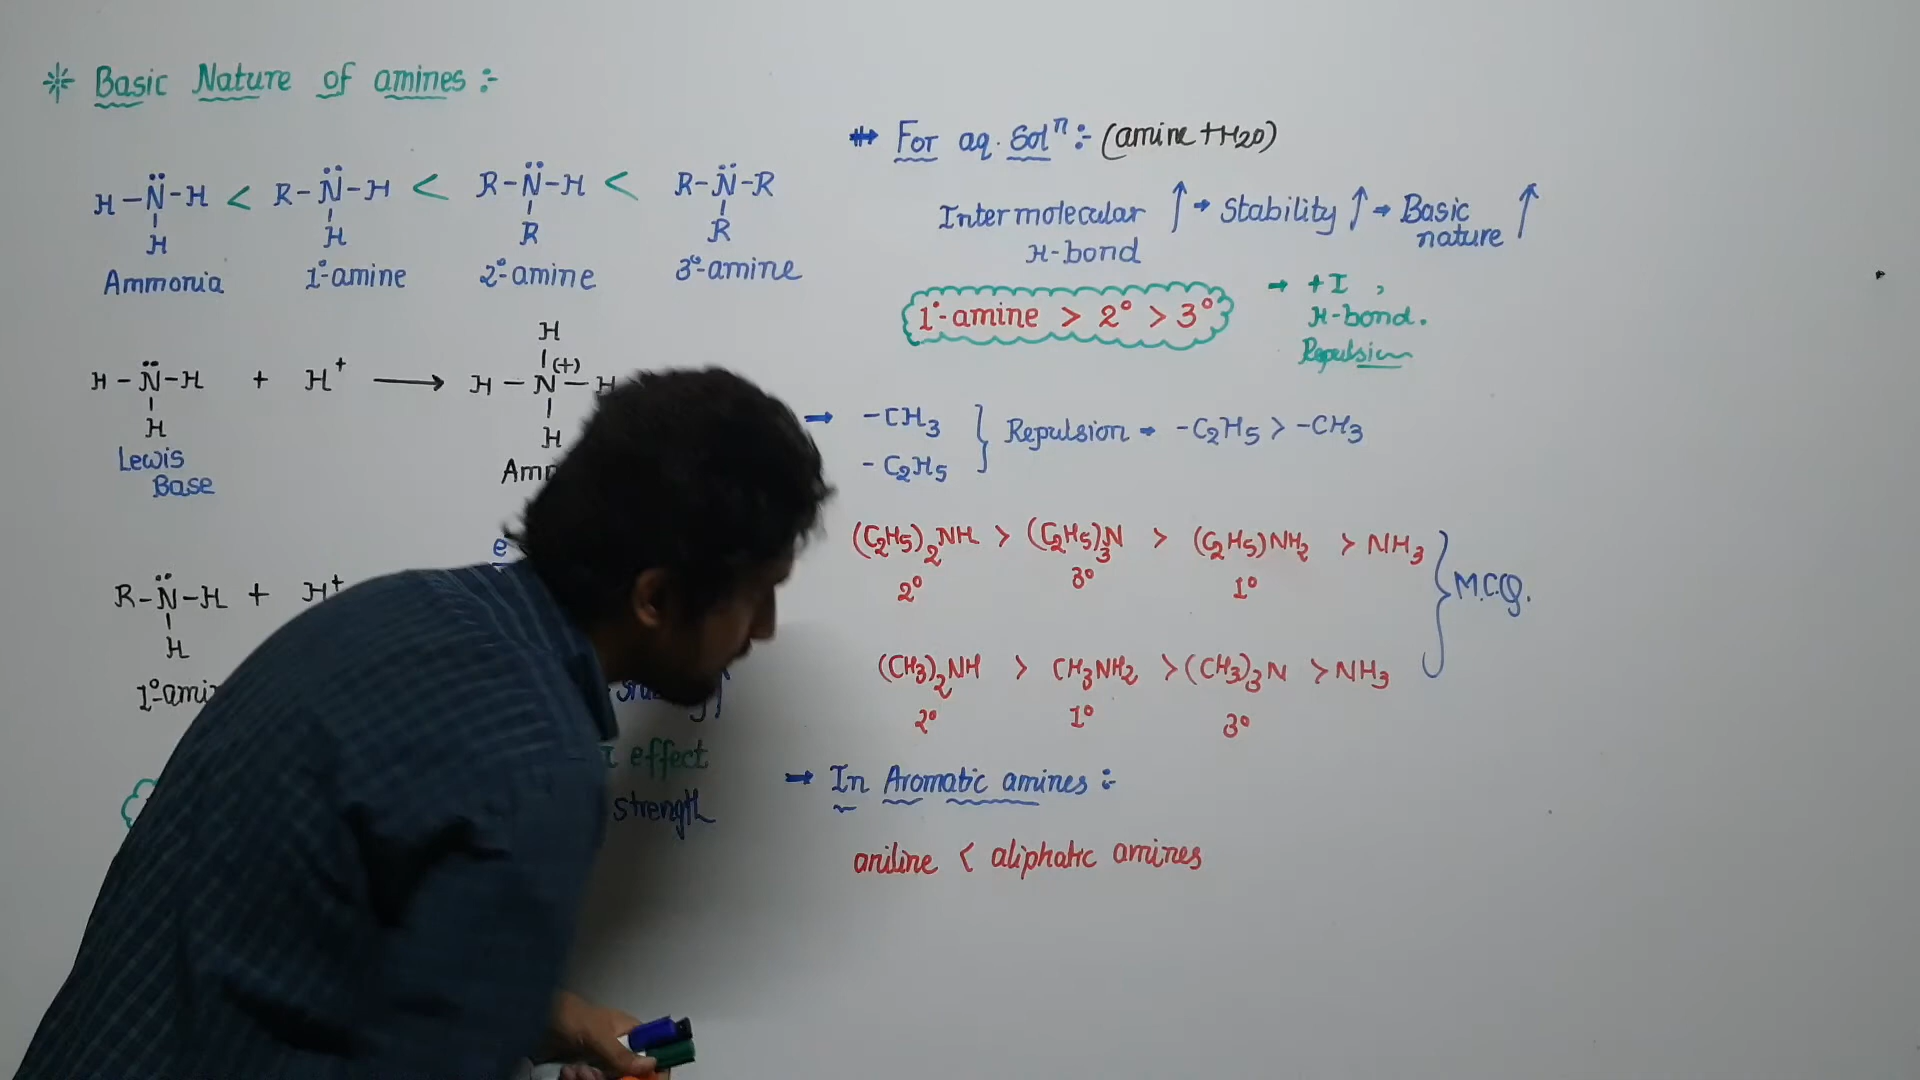 * Basic Nature of amines :-
H-N̈-H < R-N̈-H < R-N̈-H < R-N̈-R
H H R R
Ammonia 1°-amine 2°-amine 3°-amine
H
H-N̈-H + H⁺ ⟶ H-N-H
(+)
H H
Lewis
Base
R-N̈-H + H⁺
H
effect
strength
For aq. Solⁿ :- (amine + H2O)
Intermolecular ↑ → Stability ↑ → Basic ↑
H-bond nature
1°-amine > 2° > 3° → +I ,
H-bond.
Repulsion
→ -CH3 } Repulsion → -C2H5 > -CH3
-C2H5
(C2H5)2NH > (C2H5)3N > (C2H5)NH2 > NH3 } M.C.Q.
2° 3° 1°
(CH3)2NH > CH3NH2 > (CH3)3N > NH3
2° 1° 3°
→ In Aromatic amines :-
aniline < aliphatic amines